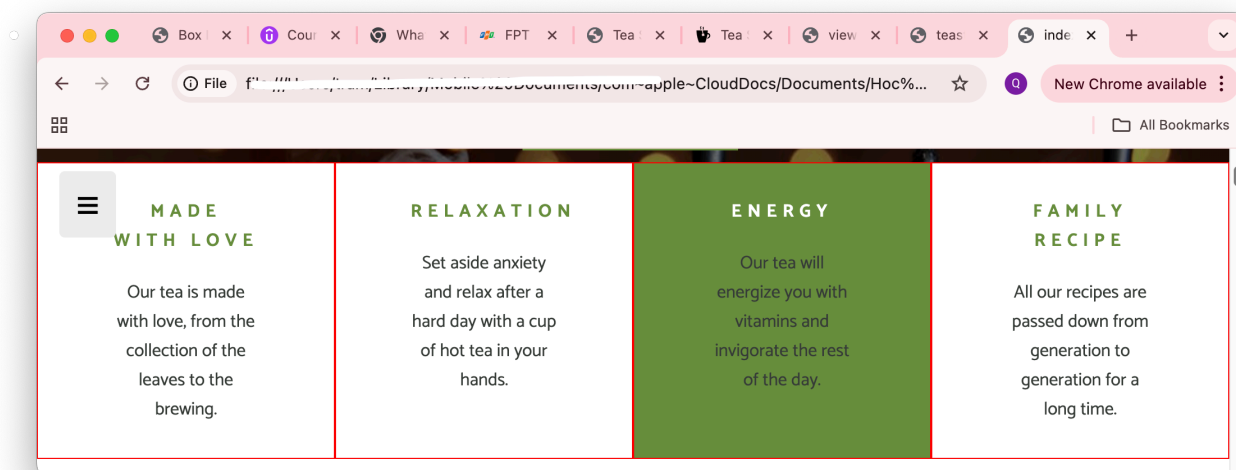 Box
Cour
Wha
FPT
Tea
Tea
view
teas
inde
File
apple~CloudDocs/Documents/Hoc%...
Q
New Chrome available
All Bookmarks
MADE
WITH LOVE
Our tea is made
with love, from the
collection of the
leaves to the
brewing.
RELAXATION
Set aside anxiety
and relax after a
hard day with a cup
of hot tea in your
hands.
ENERGY
Our tea will
energize you with
vitamins and
invigorate the rest
of the day.
FAMILY
RECIPE
All our recipes are
passed down from
generation to
generation for a
long time.